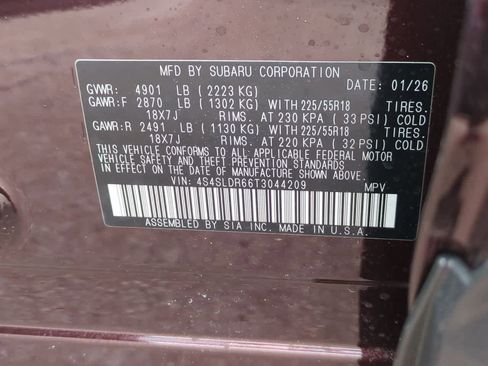 MFD BY SUBARU CORPORATION
GVWR: 4901 LB (2223 KG) DATE: 01/26
GAWR:F 2870 LB (1302 KG) WITH 225/55R18 TIRES.
18X7J RIMS. AT 230 KPA (33 PSI) COLD
GAWR:R 2491 LB (1130 KG) WITH 225/55R18 TIRES.
18X7J RIMS. AT 220 KPA (32 PSI) COLD
THIS VEHICLE CONFORMS TO ALL APPLICABLE FEDERAL MOTOR
VEHICLE SAFETY AND THEFT PREVENTION STANDARDS
IN EFFECT ON THE DATE OF MANUFACTURE SHOWN ABOVE.
VIN: 4S4SLDR66T3044209 MPV
ASSEMBLED BY SIA INC. MADE IN U.S.A.